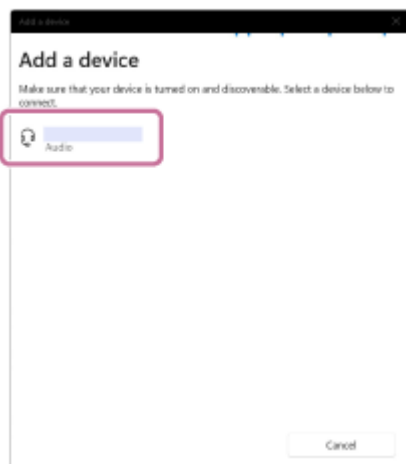 Add a device
Add a device
Make sure that your device is turned on and discoverable. Select a device below to
connect.
Audio
Cancel